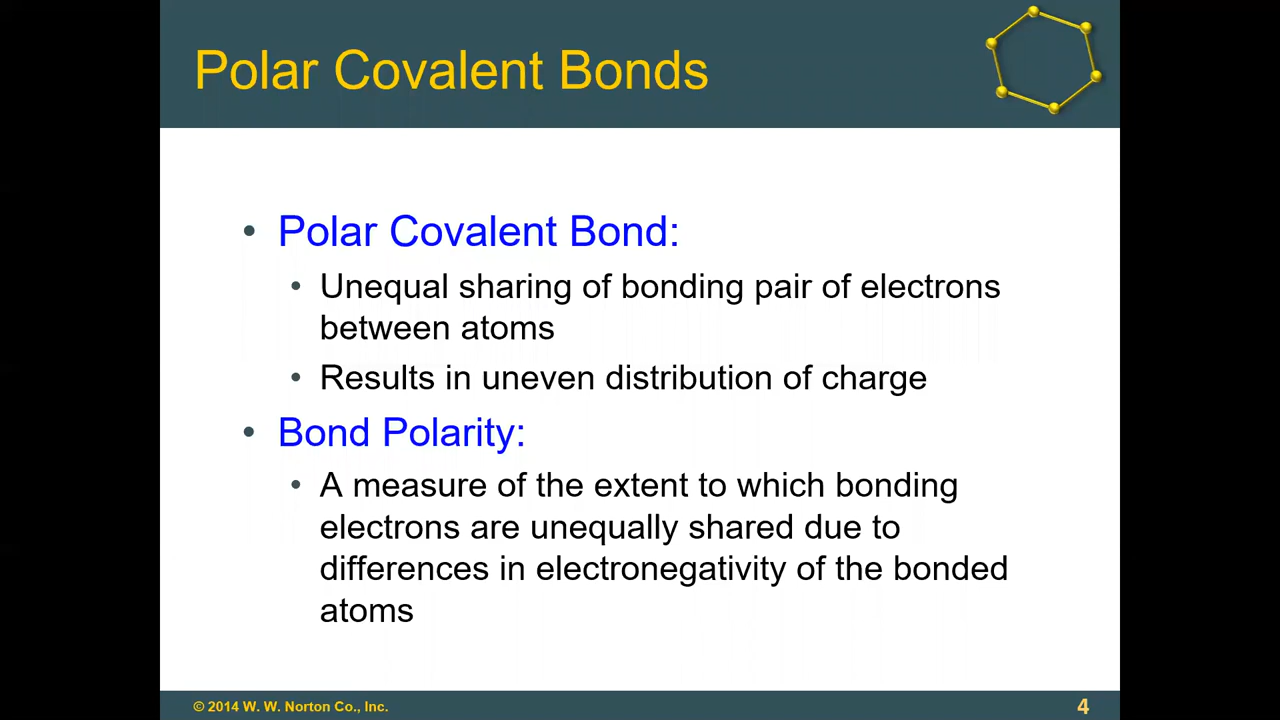 Polar Covalent Bonds
• Polar Covalent Bond:
• Unequal sharing of bonding pair of electrons
between atoms
• Results in uneven distribution of charge
• Bond Polarity:
• A measure of the extent to which bonding
electrons are unequally shared due to
differences in electronegativity of the bonded
atoms
© 2014 W. W. Norton Co., Inc.
4